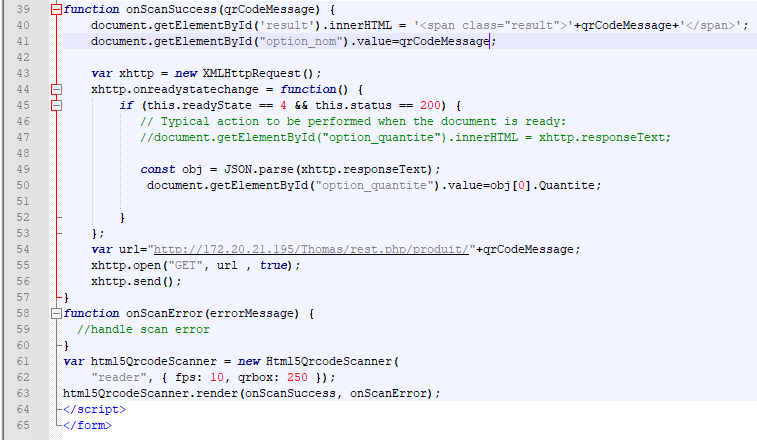 39 function onScanSuccess(qrCodeMessage) {
40 document.getElementById('result').innerHTML = '<span class="result">'+qrCodeMessage+'</span>';
41 document.getElementById("option_nom").value=qrCodeMessage;
42
43 var xhttp = new XMLHttpRequest();
44 xhttp.onreadystatechange = function() {
45 if (this.readyState == 4 && this.status == 200) {
46 // Typical action to be performed when the document is ready:
47 //document.getElementById("option_quantite").innerHTML = xhttp.responseText;
48
49 const obj = JSON.parse(xhttp.responseText);
50 document.getElementById("option_quantite").value=obj[0].Quantite;
51
52 }
53 };
54 var url="http://172.20.21.195/Thomas/rest.php/produit/"+qrCodeMessage;
55 xhttp.open("GET", url , true);
56 xhttp.send();
57 }
58 function onScanError(errorMessage) {
59 //handle scan error
60 }
61 var html5QrcodeScanner = new Html5QrcodeScanner(
62 "reader", { fps: 10, qrbox: 250 });
63 html5QrcodeScanner.render(onScanSuccess, onScanError);
64 </script>
65 </form>